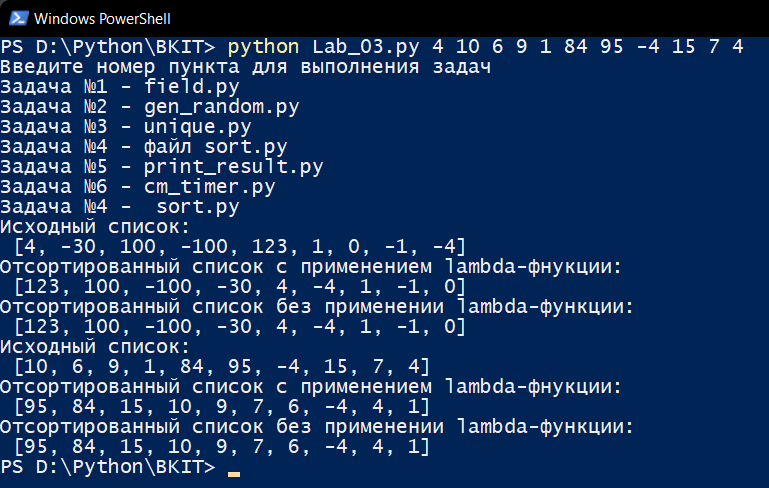 Windows PowerShell
PS D:\Python\BKIT> python Lab_03.py 4 10 6 9 1 84 95 -4 15 7 4
Введите номер пункта для выполнения задач
Задача №1 - field.py
Задача №2 - gen_random.py
Задача №3 - unique.py
Задача №4 - файл sort.py
Задача №5 - print_result.py
Задача №6 - cm_timer.py
Задача №4 -  sort.py
Исходный список:
 [4, -30, 100, -100, 123, 1, 0, -1, -4]
Отсортированный список с применением lambda-фнукции:
 [123, 100, -100, -30, 4, -4, 1, -1, 0]
Отсортированный список без применении lambda-функции:
 [123, 100, -100, -30, 4, -4, 1, -1, 0]
Исходный список:
 [10, 6, 9, 1, 84, 95, -4, 15, 7, 4]
Отсортированный список с применением lambda-фнукции:
 [95, 84, 15, 10, 9, 7, 6, -4, 4, 1]
Отсортированный список без применении lambda-функции:
 [95, 84, 15, 10, 9, 7, 6, -4, 4, 1]
PS D:\Python\BKIT>